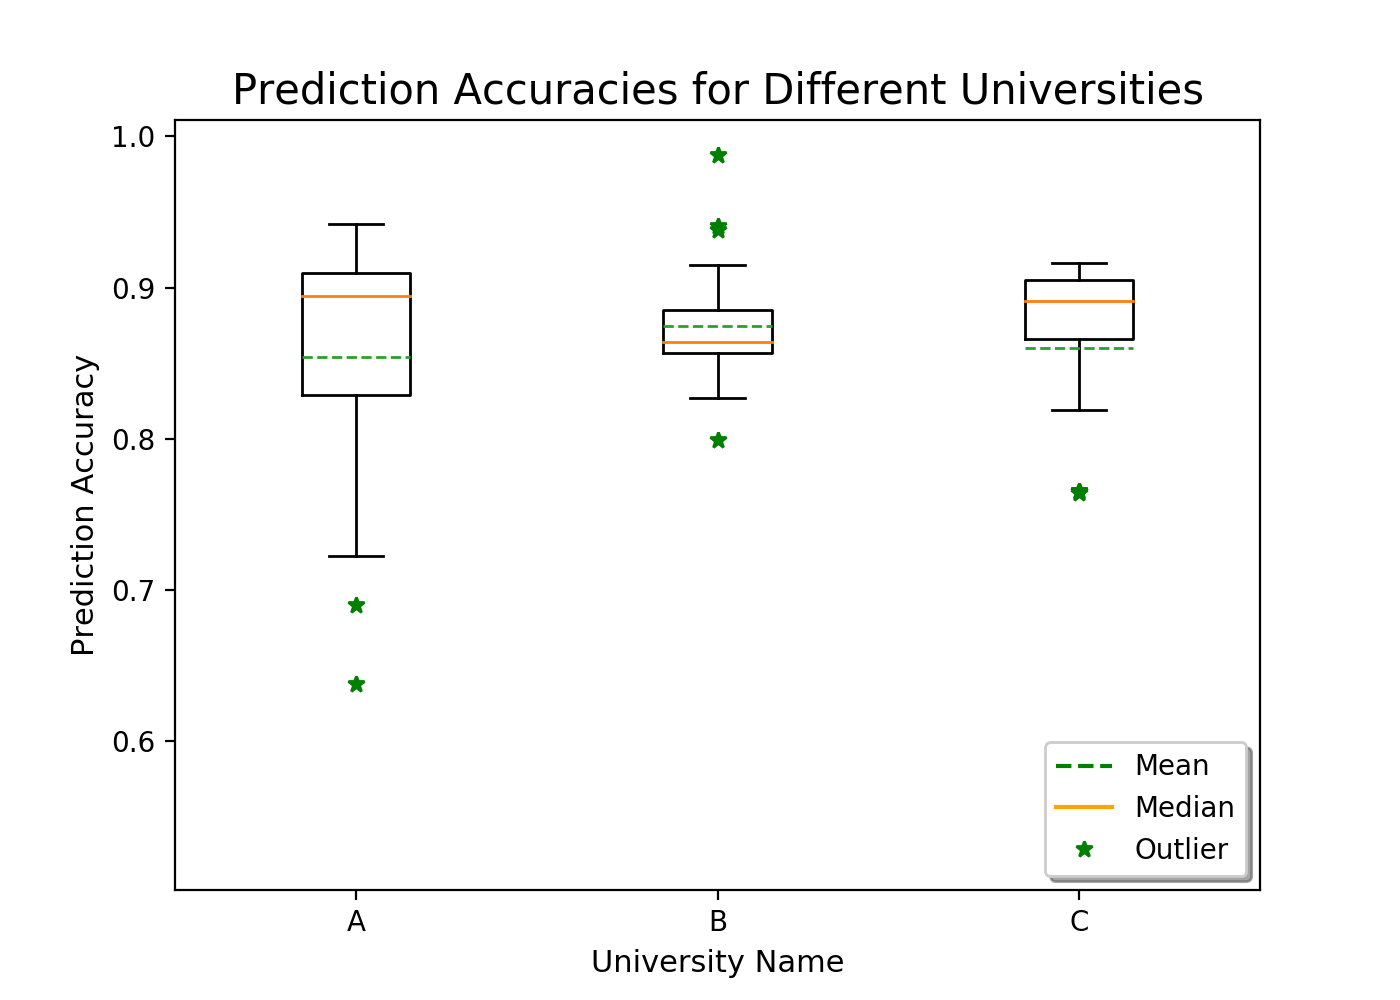 Prediction Accuracies for Different Universities
1.0
0.9
0.8
0.7
0.6
Prediction Accuracy
Mean
Median
Outlier
A B C
University Name